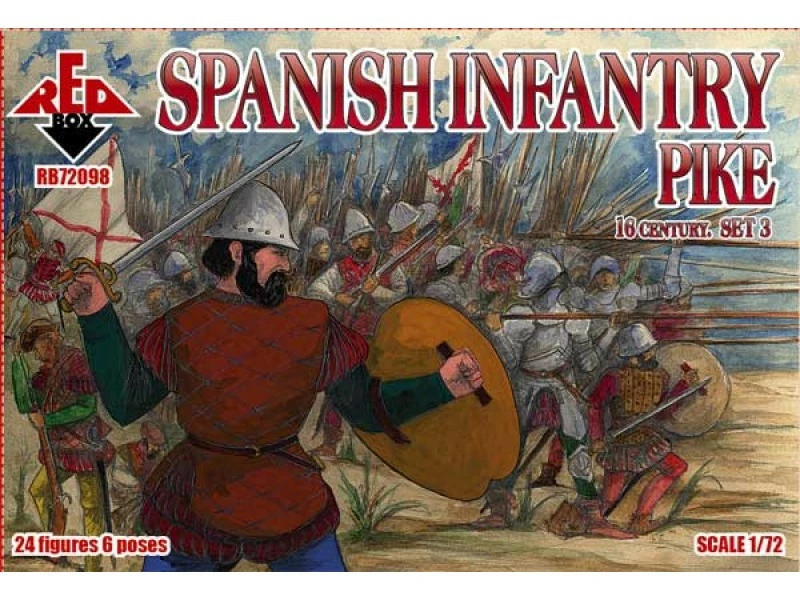 RED
BOX
RB72098
SPANISH INFANTRY
PIKE
16 CENTURY. SET 3
24 figures 6 poses
SCALE 1/72